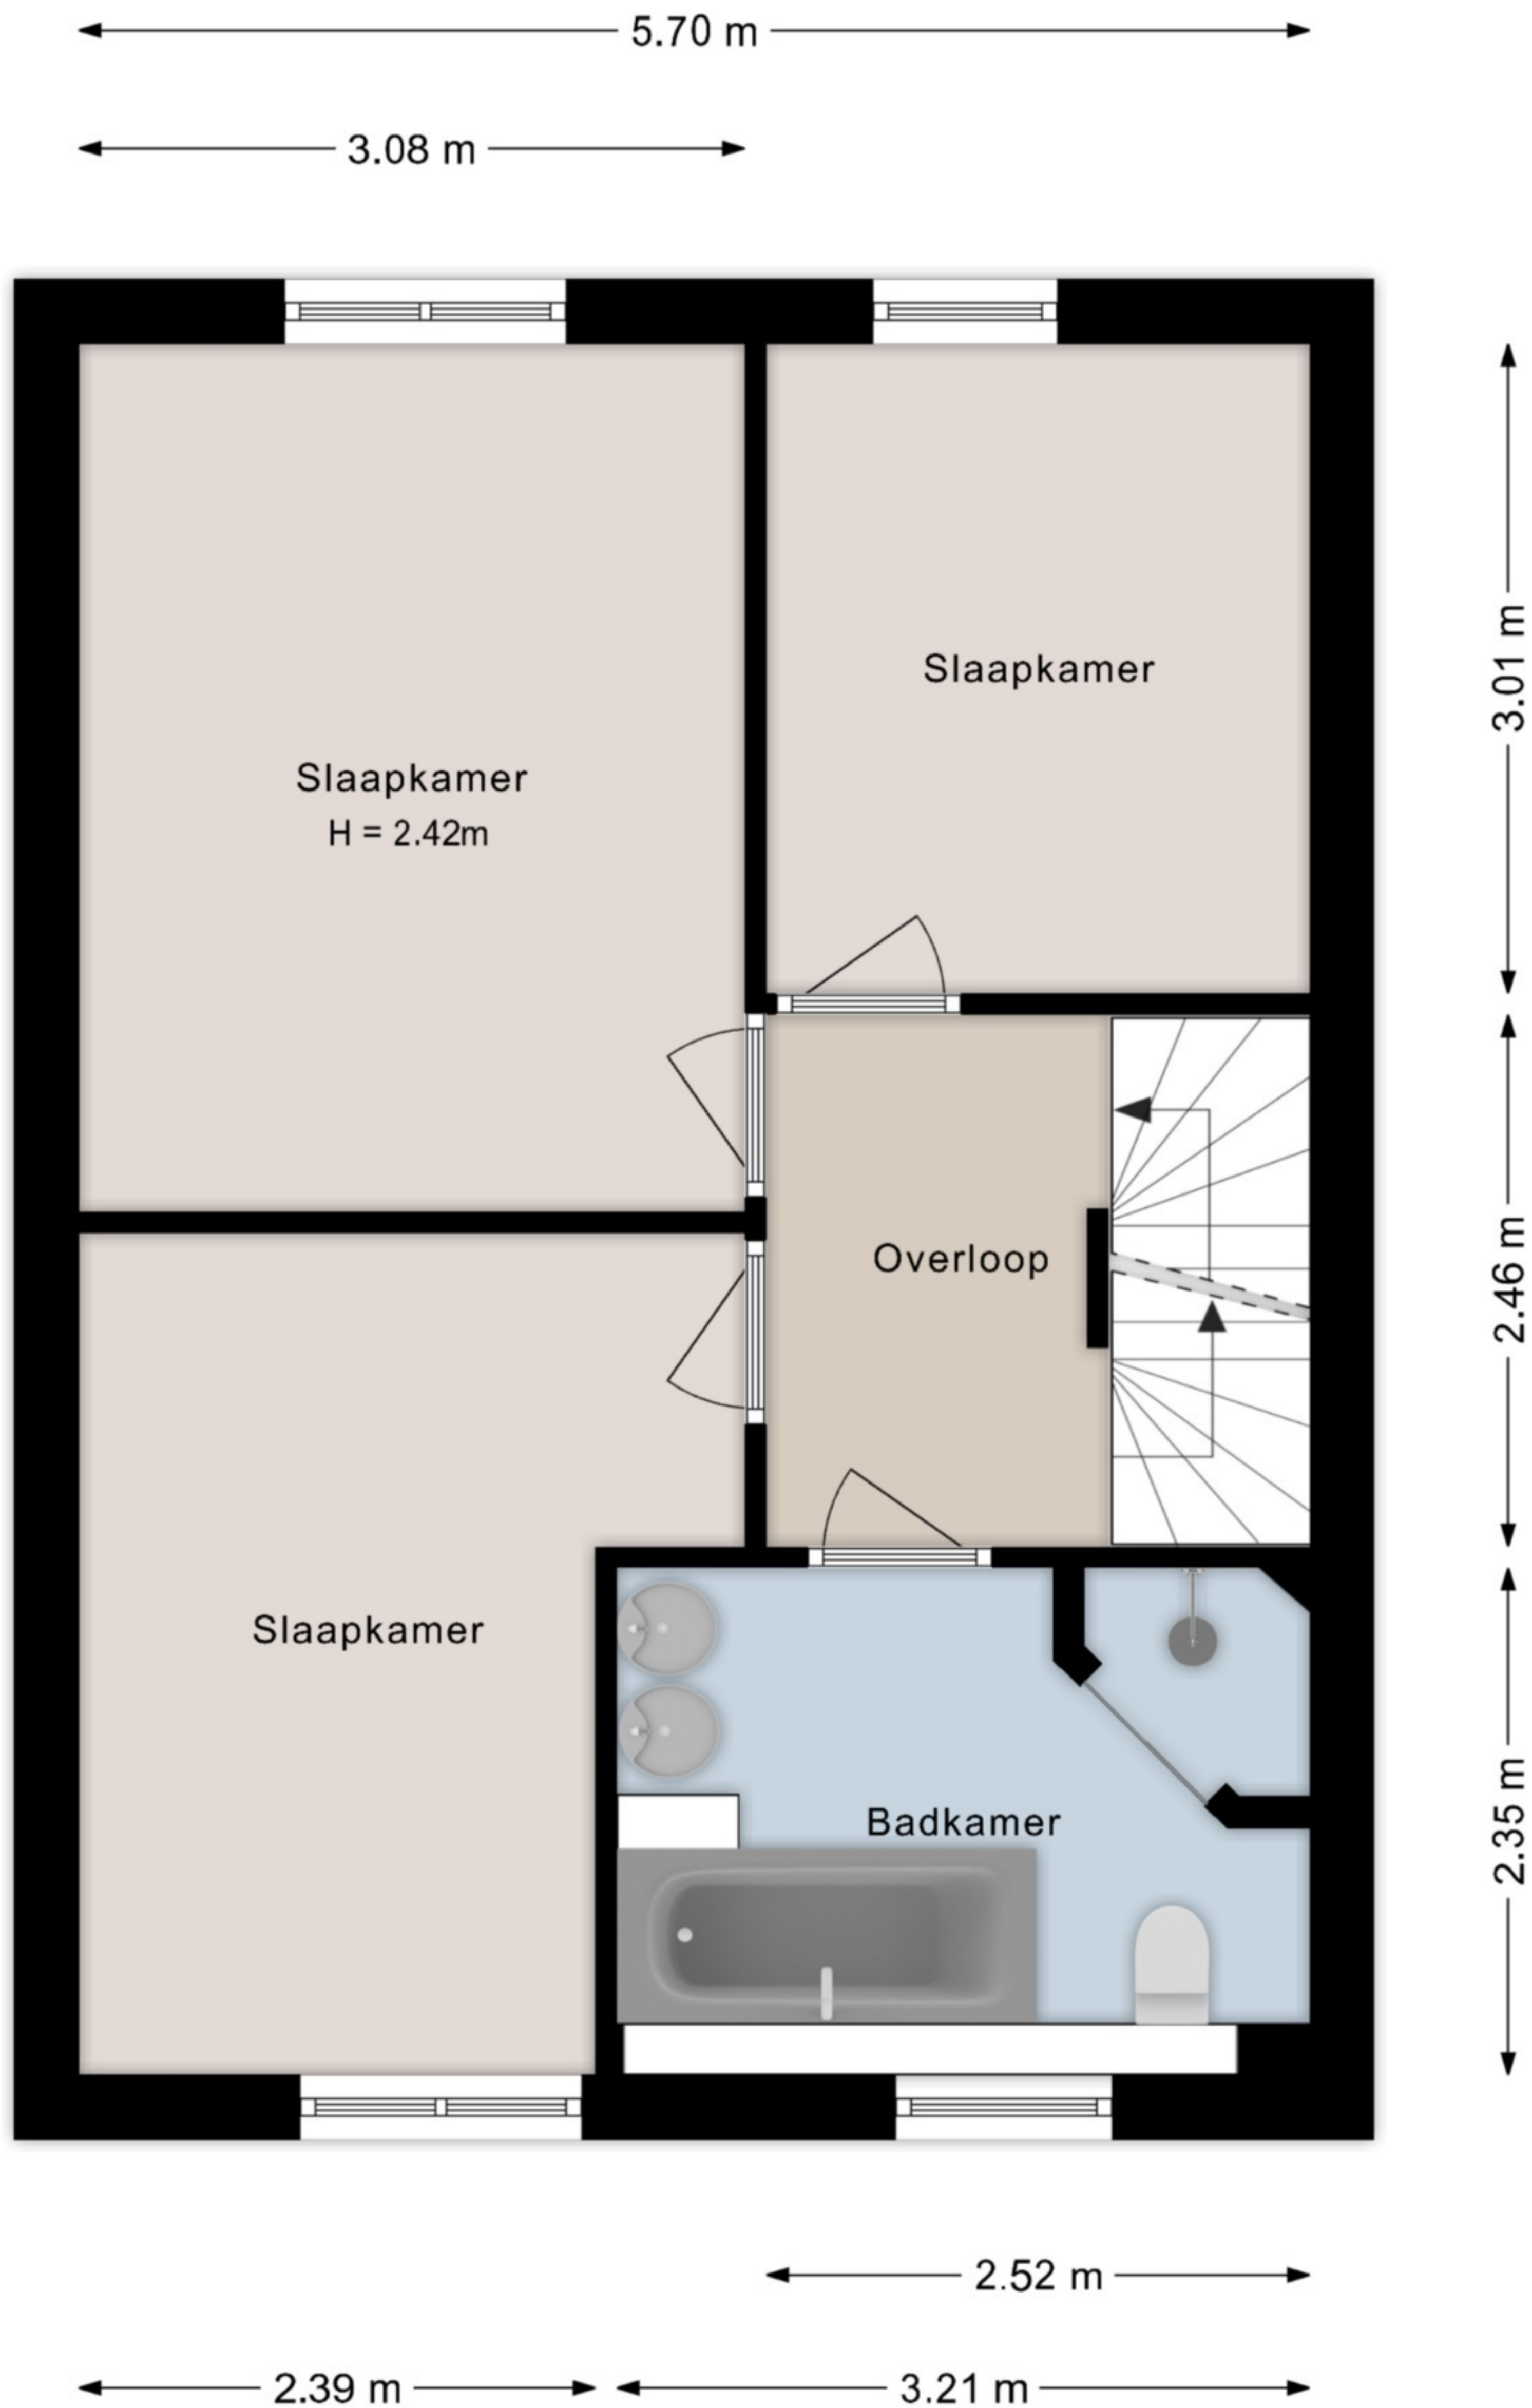 5.70 m
3.08 m
Slaapkamer
3.01 m
Slaapkamer
H = 2.42m
Overloop
2.46 m
Slaapkamer
Badkamer
2.35 m
2.52 m
2.39 m
3.21 m